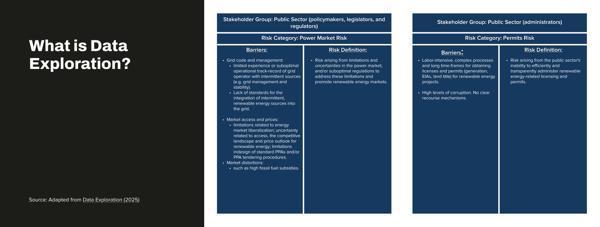 What is Data
Exploration?
Source: Adapted from Data Exploration (2025)
Stakeholder Group: Public Sector (policymakers, legislators, and
regulators)
Risk Category: Power Market Risk
Barriers:
• Grid code and management:
• limited experience or suboptimal
operational track-record of grid
operator with intermittent sources
(e.g. grid management and
stability).
• Lack of standards for the
integration of intermittent,
renewable energy sources into
the grid.
• Market access and prices:
• limitations related to energy
market liberalization; uncertainty
related to access, the competitive
landscape and price outlook for
renewable energy; limitations
indesign of standard PPAs and/or
PPA tendering procedures.
• Market distortions:
• such as high fossil fuel subsidies.
Risk Definition:
• Risk arising from limitations and
uncertainties in the power market,
and/or suboptimal regulations to
address these limitations and
promote renewable energy markets.
Stakeholder Group: Public Sector (administrators)
Risk Category: Permits Risk
Barriers:
• Labor-intensive, complex processes
and long time-frames for obtaining
licenses and permits (generation,
EIAs, land title) for renewable energy
projects.
• High levels of corruption. No clear
recourse mechanisms.
Risk Definition:
• Risk arising from the public sector's
inability to efficiently and
transparently administer renewable
energy-related licensing and
permits.